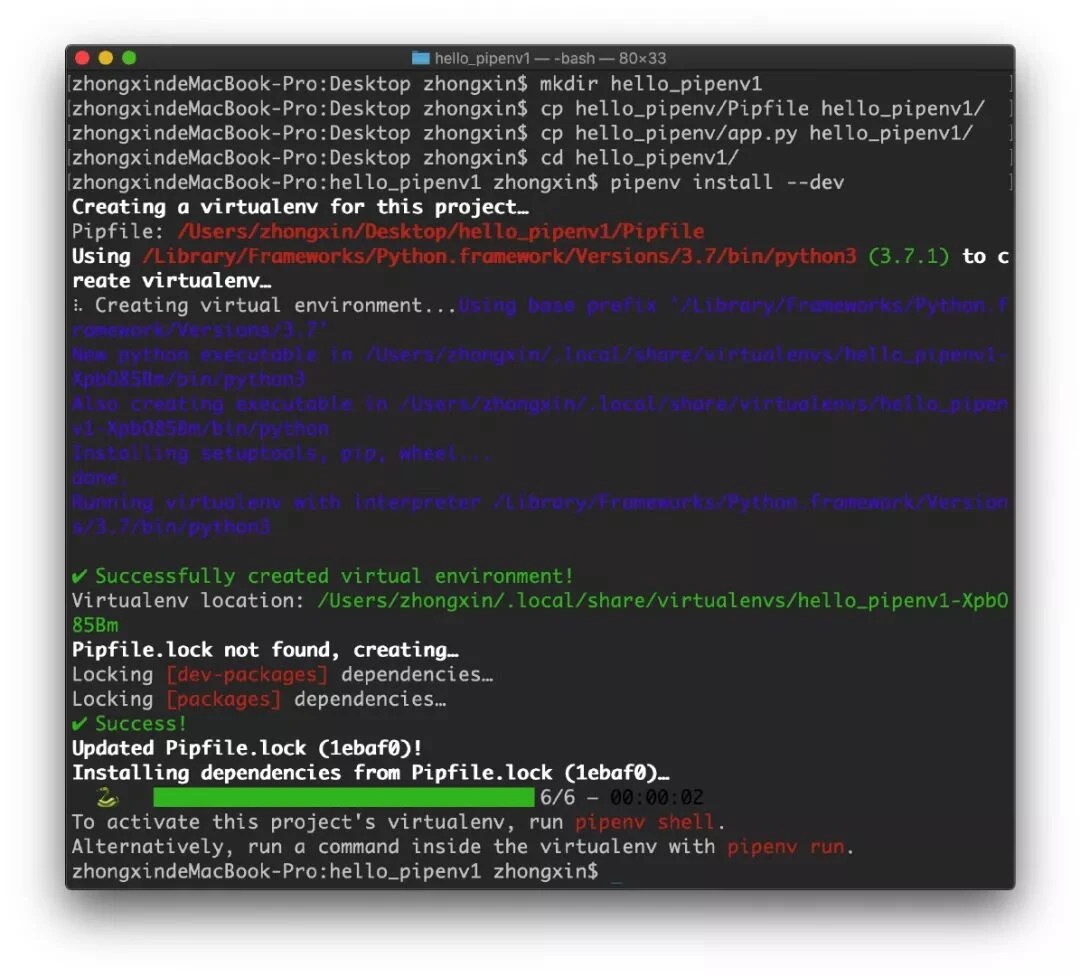 hello_pipenv1 — -bash — 80×33
zhongxindeMacBook-Pro:Desktop zhongxin$ mkdir hello_pipenv1
zhongxindeMacBook-Pro:Desktop zhongxin$ cp hello_pipenv/Pipfile hello_pipenv1/
zhongxindeMacBook-Pro:Desktop zhongxin$ cp hello_pipenv/app.py hello_pipenv1/
zhongxindeMacBook-Pro:Desktop zhongxin$ cd hello_pipenv1/
zhongxindeMacBook-Pro:hello_pipenv1 zhongxin$ pipenv install --dev
Creating a virtualenv for this project…
Pipfile: /Users/zhongxin/Desktop/hello_pipenv1/Pipfile
Using /Library/Frameworks/Python.framework/Versions/3.7/bin/python3 (3.7.1) to c
reate virtualenv…
⠧ Creating virtual environment...Using base prefix '/Library/Frameworks/Python.f
ramework/Versions/3.7'
New python executable in /Users/zhongxin/.local/share/virtualenvs/hello_pipenv1-
XpbO85Bm/bin/python3
Also creating executable in /Users/zhongxin/.local/share/virtualenvs/hello_pipen
v1-XpbO85Bm/bin/python
Installing setuptools, pip, wheel...
done.
Running virtualenv with interpreter /Library/Frameworks/Python.framework/Version
s/3.7/bin/python3
✔ Successfully created virtual environment!
Virtualenv location: /Users/zhongxin/.local/share/virtualenvs/hello_pipenv1-XpbO
85Bm
Pipfile.lock not found, creating…
Locking [dev-packages] dependencies…
Locking [packages] dependencies…
✔ Success!
Updated Pipfile.lock (1ebaf0)!
Installing dependencies from Pipfile.lock (1ebaf0)…
6/6 — 00:00:02
To activate this project's virtualenv, run pipenv shell.
Alternatively, run a command inside the virtualenv with pipenv run.
zhongxindeMacBook-Pro:hello_pipenv1 zhongxin$